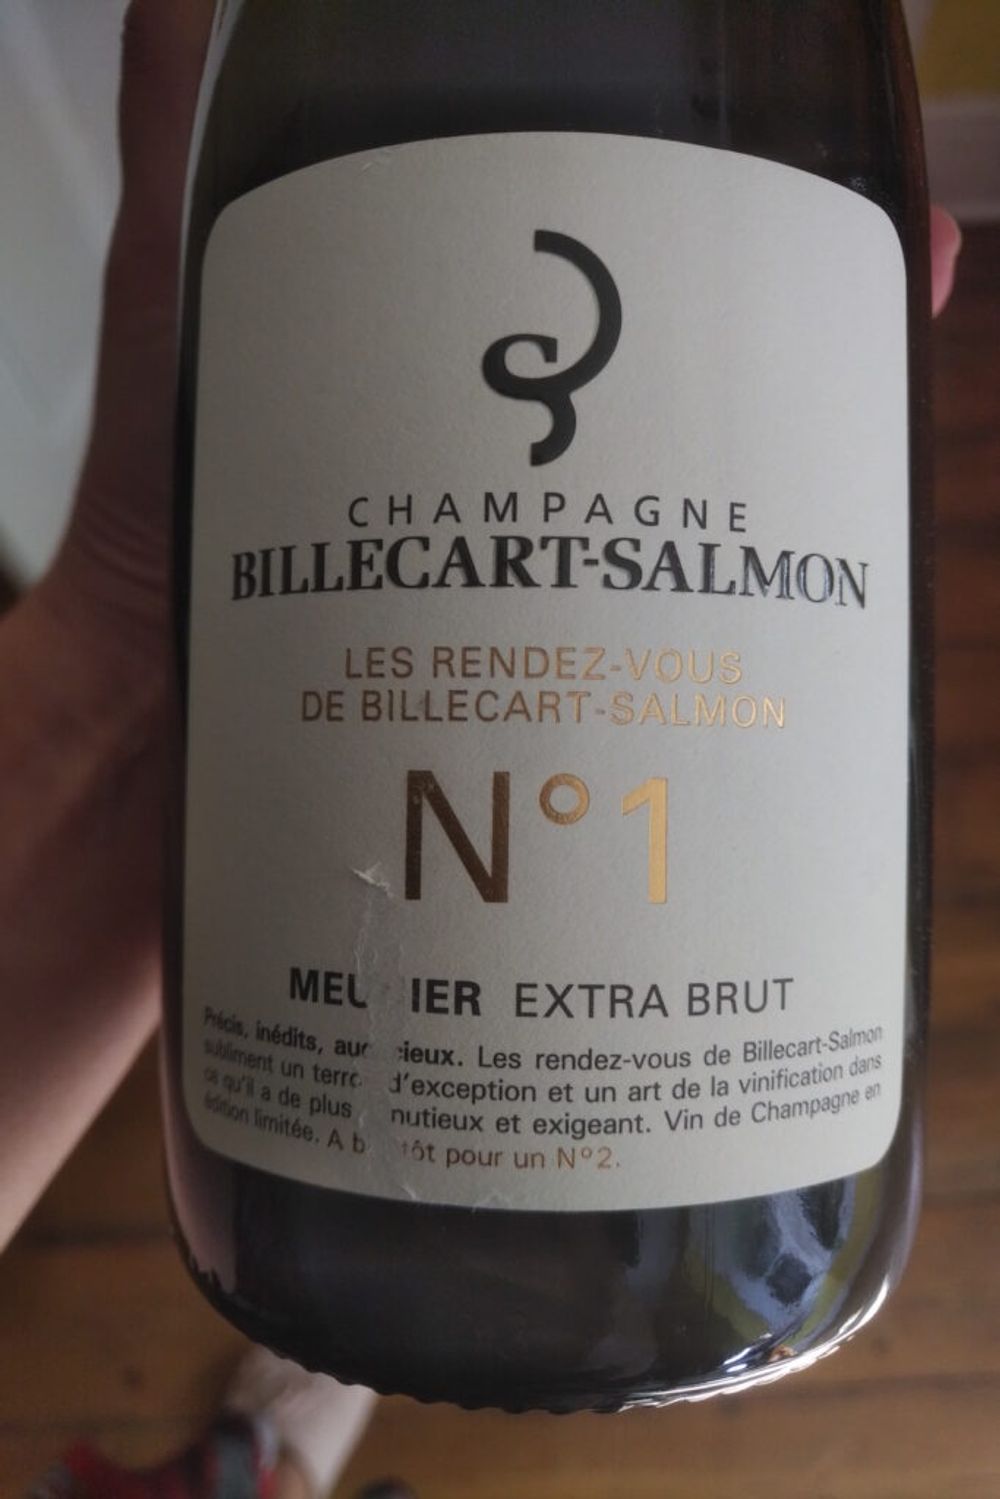 CHAMPAGNE
BILLECART-SALMON
LES RENDEZ-VOUS
DE BILLECART-SALMON
N°1
EXTRA BRUT
Précis, inédits, Les rendez-vous de Billecart-Salmon
subliment un d'exception et un art de la vinification dans
ce qu'il a de plus et exigeant. Vin de Champagne en
édition limitée. A pour un N°2.